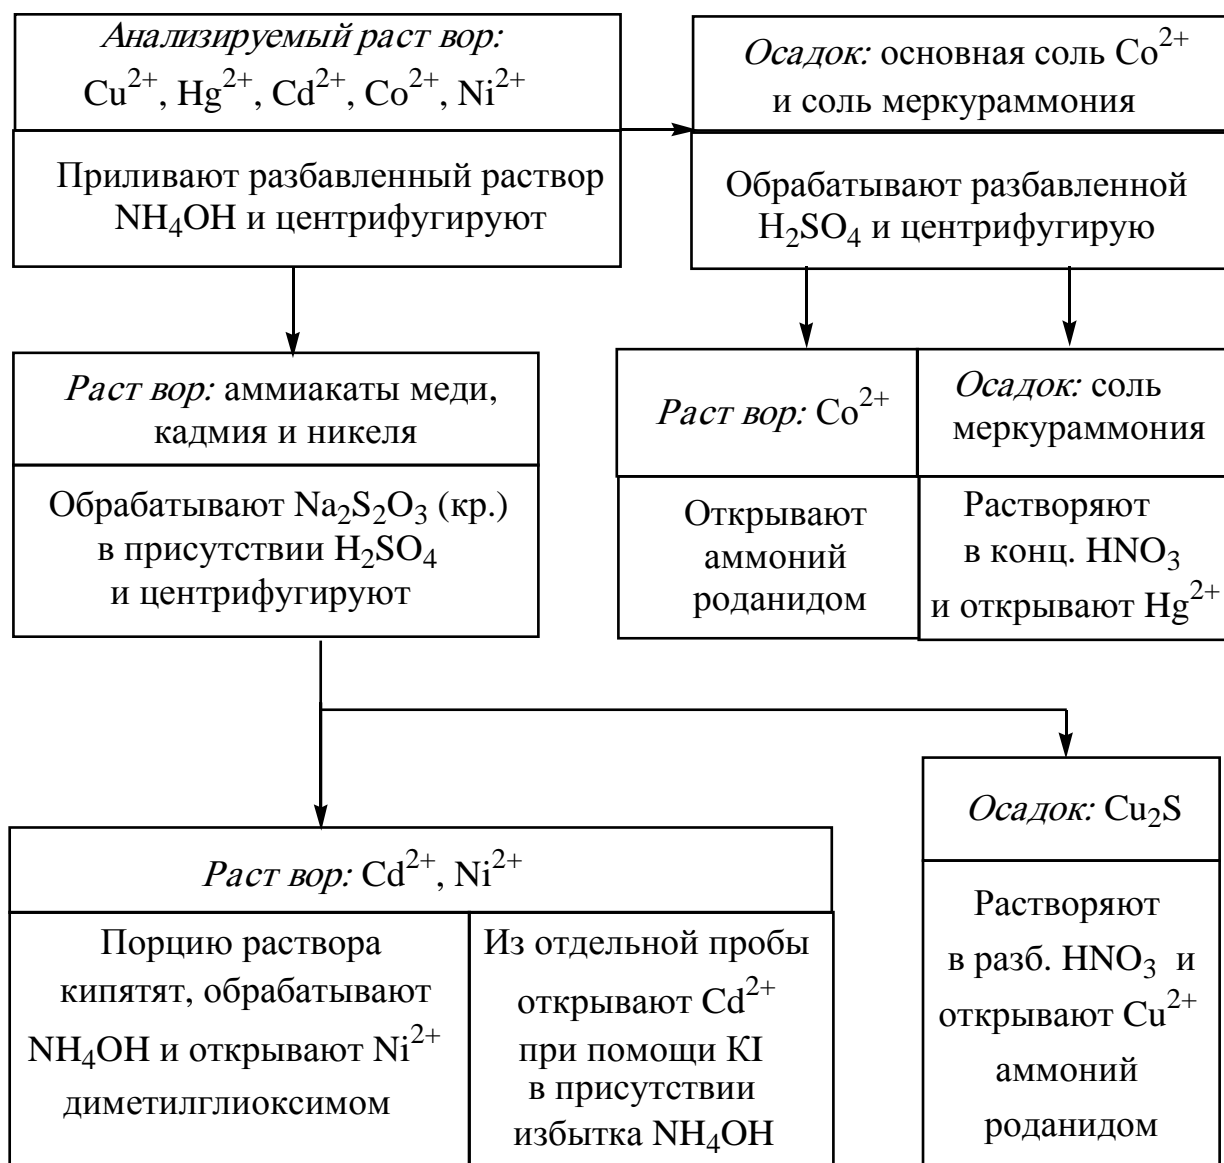 Анализируемый раст вор:
Cu²⁺, Hg²⁺, Cd²⁺, Co²⁺, Ni²⁺
Приливают разбавленный раствор
NH₄OH и центрифугируют
Осадок: основная соль Co²⁺
и соль меркураммония
Обрабатывают разбавленной
H₂SO₄ и центрифугирую
Раст вор: аммиакаты меди,
кадмия и никеля
Обрабатывают Na₂S₂O₃ (кр.)
в присутствии H₂SO₄
и центрифугируют
Раст вор: Co²⁺
Открывают
аммоний
роданидом
Осадок: соль
меркураммония
Растворяют
в конц. HNO₃
и открывают Hg²⁺
Раст вор: Cd²⁺, Ni²⁺
Порцию раствора
кипятят, обрабатывают
NH₄OH и открывают Ni²⁺
диметилглиоксимом
Из отдельной пробы
открывают Cd²⁺
при помощи KI
в присутствии
избытка NH₄OH
Осадок: Cu₂S
Растворяют
в разб. HNO₃ и
открывают Cu²⁺
аммоний
роданидом